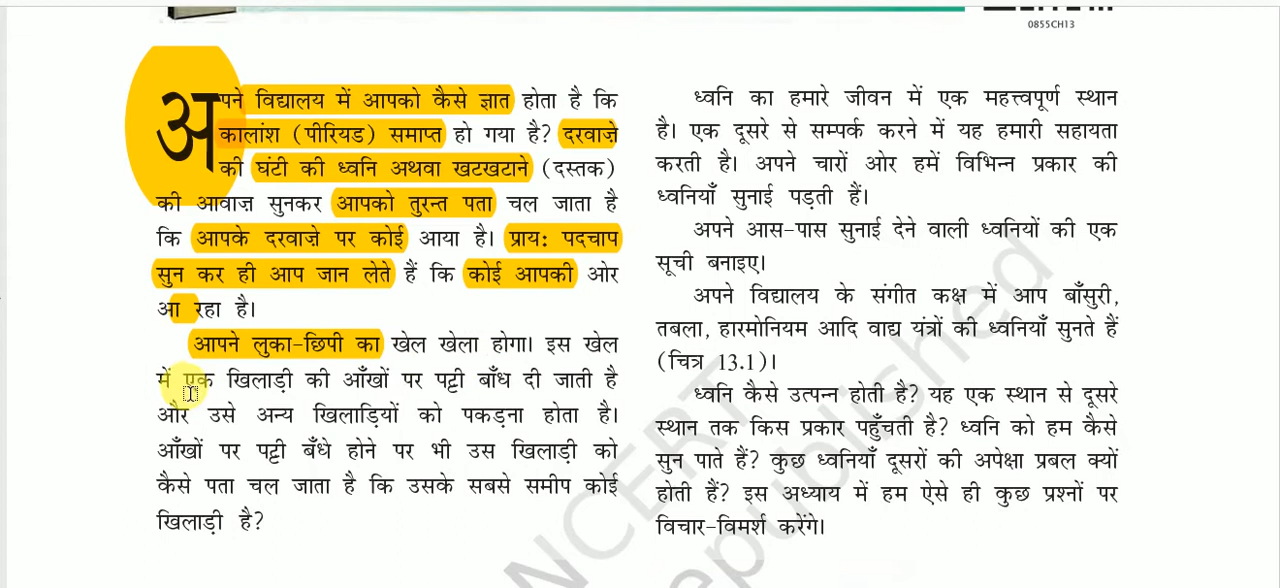 0855CH13
अपने विद्यालय में आपको कैसे ज्ञात होता है कि
कालांश (पीरियड) समाप्त हो गया है? दरवाज़े
की घंटी की ध्वनि अथवा खटखटाने (दस्तक)
की आवाज़ सुनकर आपको तुरन्त पता चल जाता है
कि आपके दरवाज़े पर कोई आया है। प्रायः पदचाप
सुन कर ही आप जान लेते हैं कि कोई आपकी ओर
आ रहा है।
आपने लुका-छिपी का खेल खेला होगा। इस खेल
में एक खिलाड़ी की आँखों पर पट्टी बाँध दी जाती है
और उसे अन्य खिलाड़ियों को पकड़ना होता है।
आँखों पर पट्टी बँधे होने पर भी उस खिलाड़ी को
कैसे पता चल जाता है कि उसके सबसे समीप कोई
खिलाड़ी है?
ध्वनि का हमारे जीवन में एक महत्त्वपूर्ण स्थान
है। एक दूसरे से सम्पर्क करने में यह हमारी सहायता
करती है। अपने चारों ओर हमें विभिन्न प्रकार की
ध्वनियाँ सुनाई पड़ती हैं।
अपने आस-पास सुनाई देने वाली ध्वनियों की एक
सूची बनाइए।
अपने विद्यालय के संगीत कक्ष में आप बाँसुरी,
तबला, हारमोनियम आदि वाद्य यंत्रों की ध्वनियाँ सुनते हैं
(चित्र 13.1)।
ध्वनि कैसे उत्पन्न होती है? यह एक स्थान से दूसरे
स्थान तक किस प्रकार पहुँचती है? ध्वनि को हम कैसे
सुन पाते हैं? कुछ ध्वनियाँ दूसरों की अपेक्षा प्रबल क्यों
होती हैं? इस अध्याय में हम ऐसे ही कुछ प्रश्नों पर
विचार-विमर्श करेंगे।
NCERT
republished